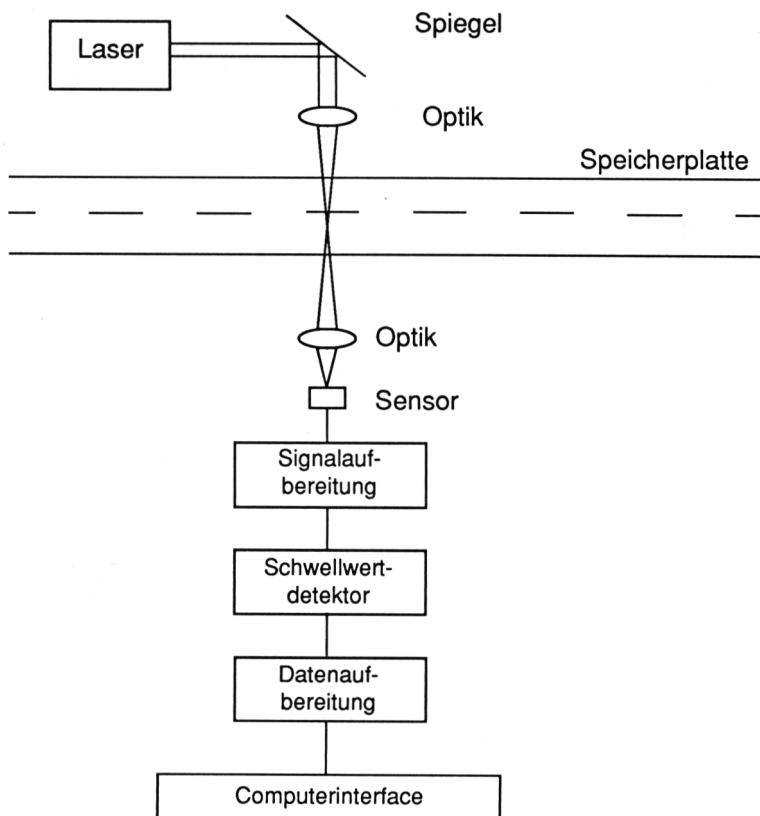 Spiegel
Laser
Optik
Speicherplatte
Optik
Sensor
Signalauf-
bereitung
Schwellwert-
detektor
Datenauf-
bereitung
Computerinterface